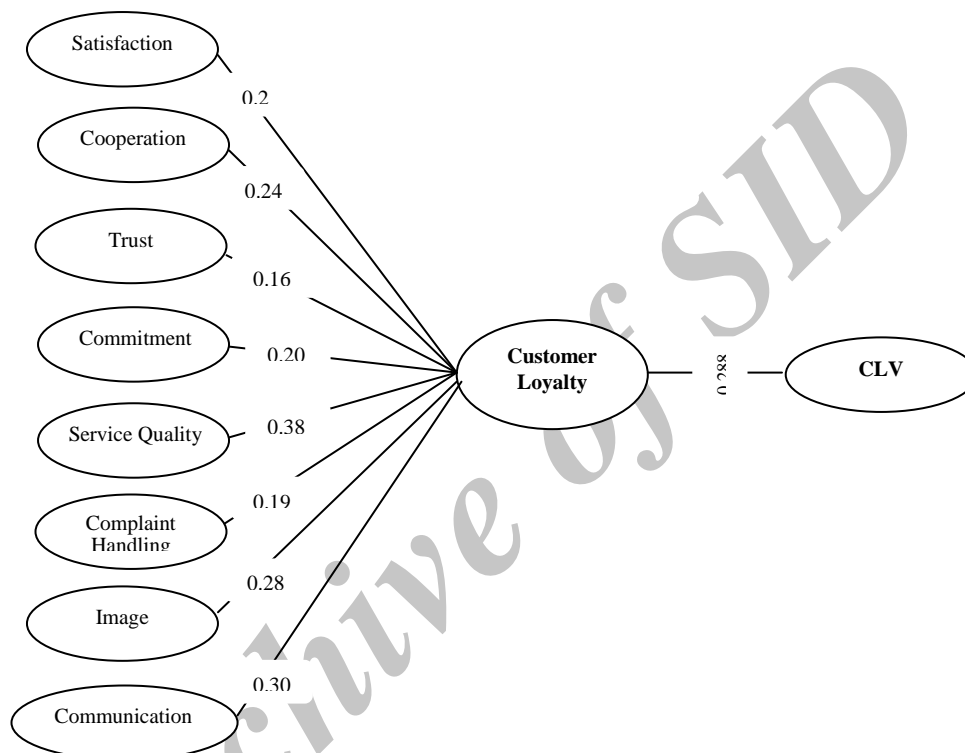 Satisfaction
0.2
Cooperation
0.24
Trust
0.16
Commitment
0.20
Customer
Loyalty
CLV
Service Quality
0.38
Complaint
Handling
0.19
Image
0.28
Communication
0.30
chive of SID